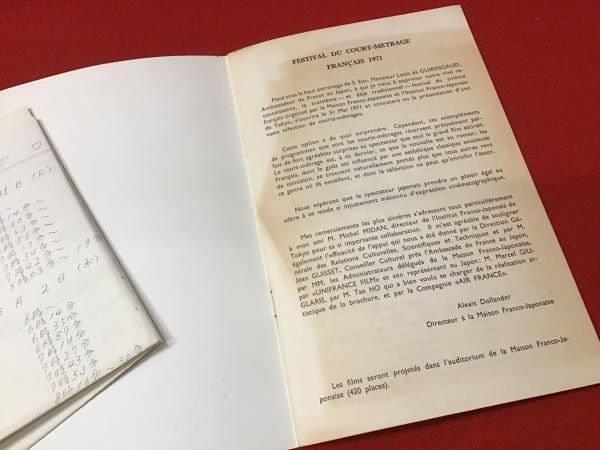 FESTIVAL DU COURT-METRAGE
FRANÇAIS 1971
Placé sous le haut patronage de S. Exc. Monsieur Louis de GUIRINGAUD,
Ambassadeur de France au Japon, à qui je tiens à exprimer notre vive re-
connaissance, le troisième — et déjà traditionnel — festival du cinéma
français organisé par la Maison Franco-Japonaise et l'Institut Franco-Japonais
de Tokyo, s'ouvrira le 31 Mai 1971 et consistera en la présentation d'une
vaste sélection de courts-métrages.
Cette option a de quoi surprendre. Cependant, ces «compléments
de programme» que sont les courts-métrages réservent précisément par-
fois de fort agréables surprises au spectateur que seul le grand film attirait.
Le court-métrage est, à ce dernier, ce que la nouvelle est au roman; les
Français, dont le goût est influencé par une esthétique classique soucieuse
de concision, se trouvent naturellement portés plus que tous autres vers
ce genre où ils excellent, et dont la télévision ne peut qu'enrichir l'essor.
Nous espérons que le spectateur japonais prendra un plaisir égal au
nôtre à ce mode si injustement méconnu d'expression cinématographique.
Mes remerciements les plus sincères s'adressent tout particulièrement
à mon ami M. Michel MIDAN, directeur de l'Institut Franco-Japonais de
Tokyo pour sa si importante collaboration. Il m'est agréable de souligner
également l'efficacité de l'appui qui nous a été donné par la Direction Gé-
nérale des Relations Culturelles, Scientifiques et Techniques et par M.
Jean GUISSET, Conseiller Culturel près l'Ambassade de France au Japon,
par MM. les Administrateurs délégués de la Maison Franco-Japonaise,
par «UNIFRANCE FILM» et son représentant au Japon: M. Marcel GIU-
GLARIS, par M. Tao HO qui a bien voulu se charger de la réalisation ar-
tistique de la brochure, et par la Compagnie «AIR FRANCE».
Alexis Dollander
Directeur à la Maison Franco-Japonaise
Les films seront projetés dans l'auditorium de la Maison Franco-Ja-
ponaise (420 places).
月 2 日 (水)
6時14分